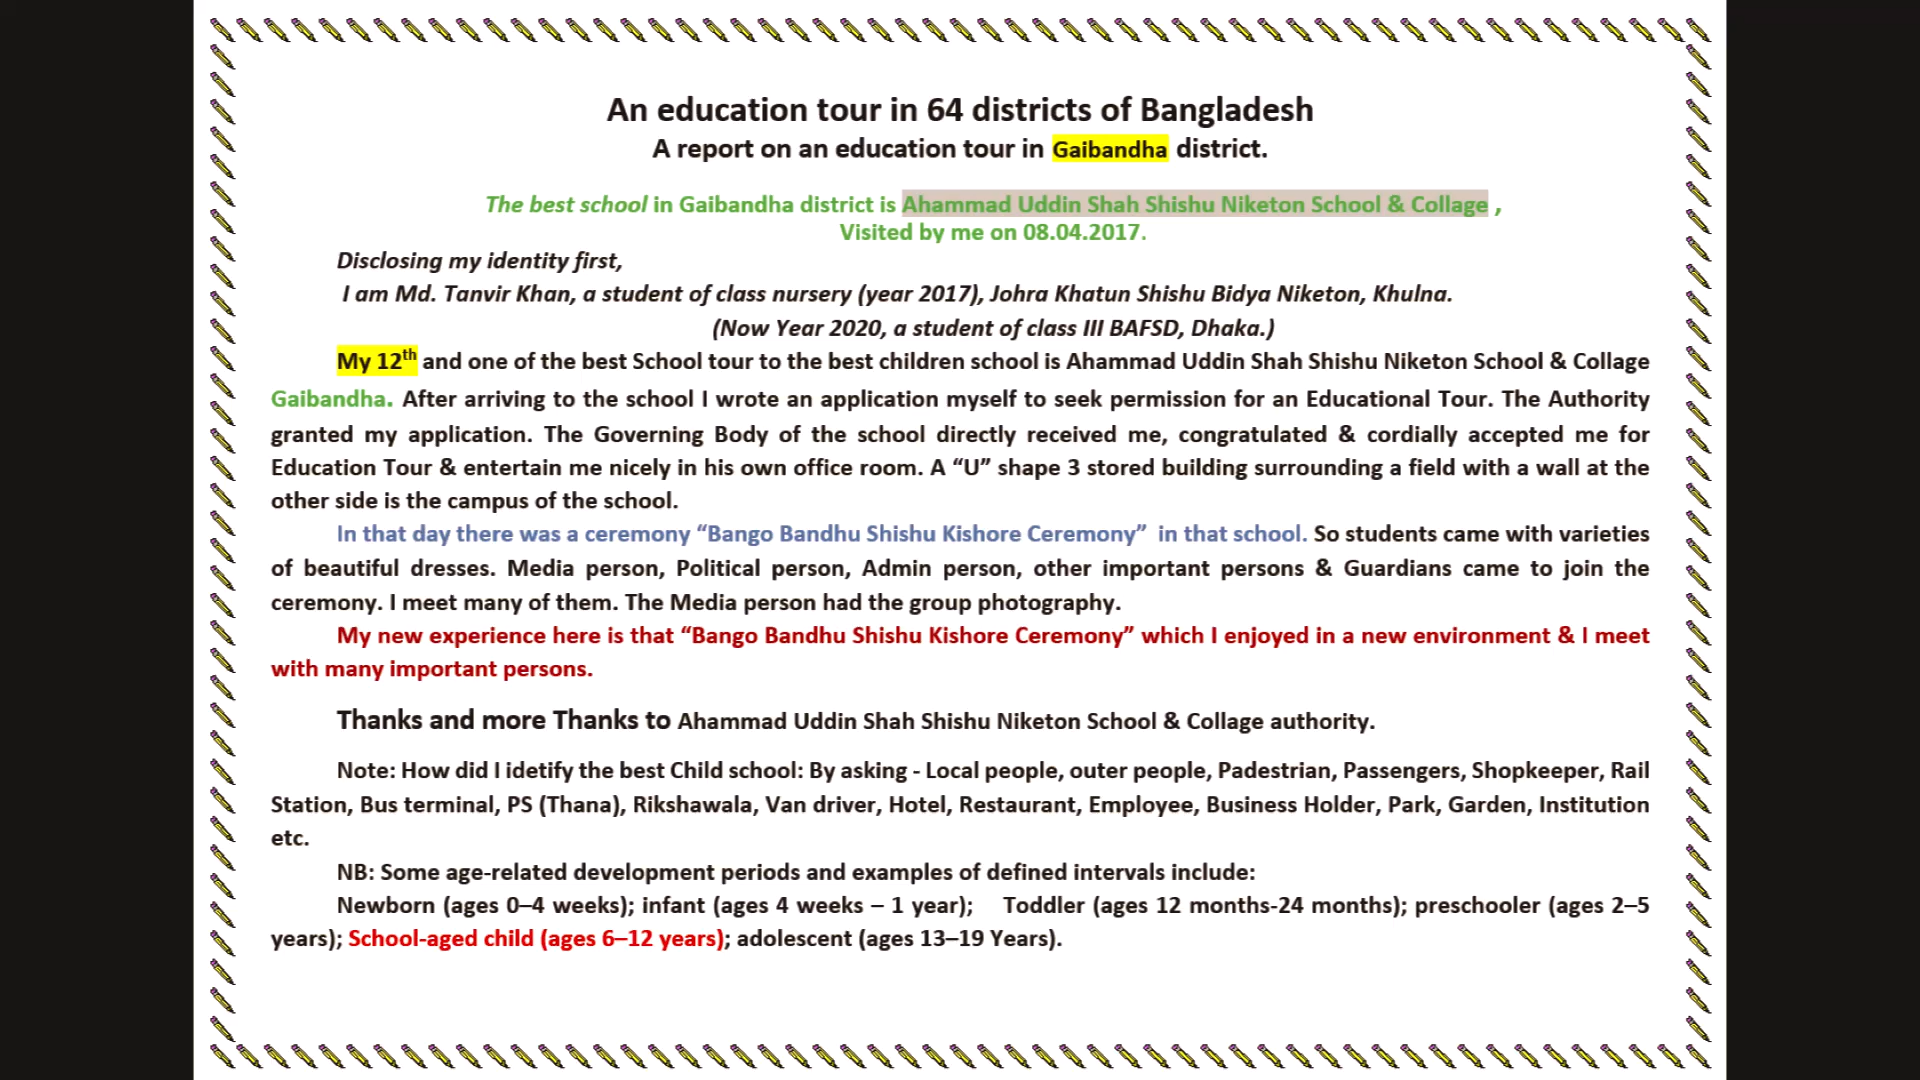 An education tour in 64 districts of Bangladesh
A report on an education tour in Gaibandha district.
The best school in Gaibandha district is Ahammad Uddin Shah Shishu Niketon School & Collage ,
Visited by me on 08.04.2017.
Disclosing my identity first,
I am Md. Tanvir Khan, a student of class nursery (year 2017), Johra Khatun Shishu Bidya Niketon, Khulna.
(Now Year 2020, a student of class III BAFSD, Dhaka.)
My 12th and one of the best School tour to the best children school is Ahammad Uddin Shah Shishu Niketon School & Collage
Gaibandha. After arriving to the school I wrote an application myself to seek permission for an Educational Tour. The Authority
granted my application. The Governing Body of the school directly received me, congratulated & cordially accepted me for
Education Tour & entertain me nicely in his own office room. A “U” shape 3 stored building surrounding a field with a wall at the
other side is the campus of the school.
In that day there was a ceremony “Bango Bandhu Shishu Kishore Ceremony” in that school. So students came with varieties
of beautiful dresses. Media person, Political person, Admin person, other important persons & Guardians came to join the
ceremony. I meet many of them. The Media person had the group photography.
My new experience here is that “Bango Bandhu Shishu Kishore Ceremony” which I enjoyed in a new environment & I meet
with many important persons.
Thanks and more Thanks to Ahammad Uddin Shah Shishu Niketon School & Collage authority.
Note: How did I idetify the best Child school: By asking - Local people, outer people, Padestrian, Passengers, Shopkeeper, Rail
Station, Bus terminal, PS (Thana), Rikshawala, Van driver, Hotel, Restaurant, Employee, Business Holder, Park, Garden, Institution
etc.
NB: Some age-related development periods and examples of defined intervals include:
Newborn (ages 0–4 weeks); infant (ages 4 weeks – 1 year); Toddler (ages 12 months-24 months); preschooler (ages 2–5
years); School-aged child (ages 6–12 years); adolescent (ages 13–19 Years).